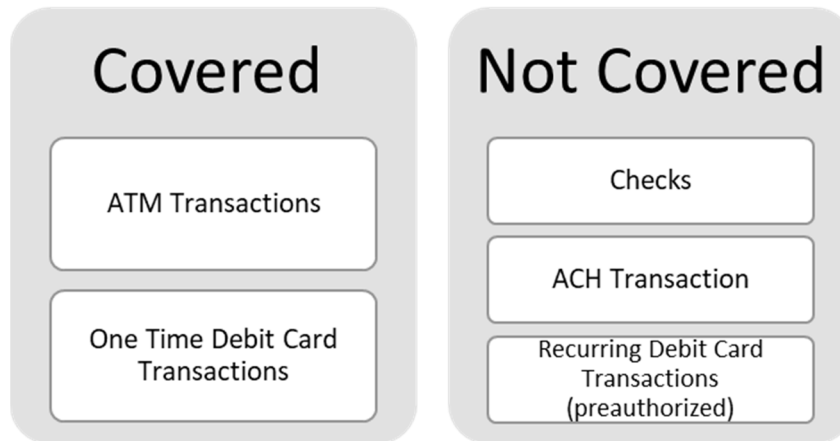 Covered
ATM Transactions
One Time Debit Card
Transactions
Not Covered
Checks
ACH Transaction
Recurring Debit Card
Transactions
(preauthorized)